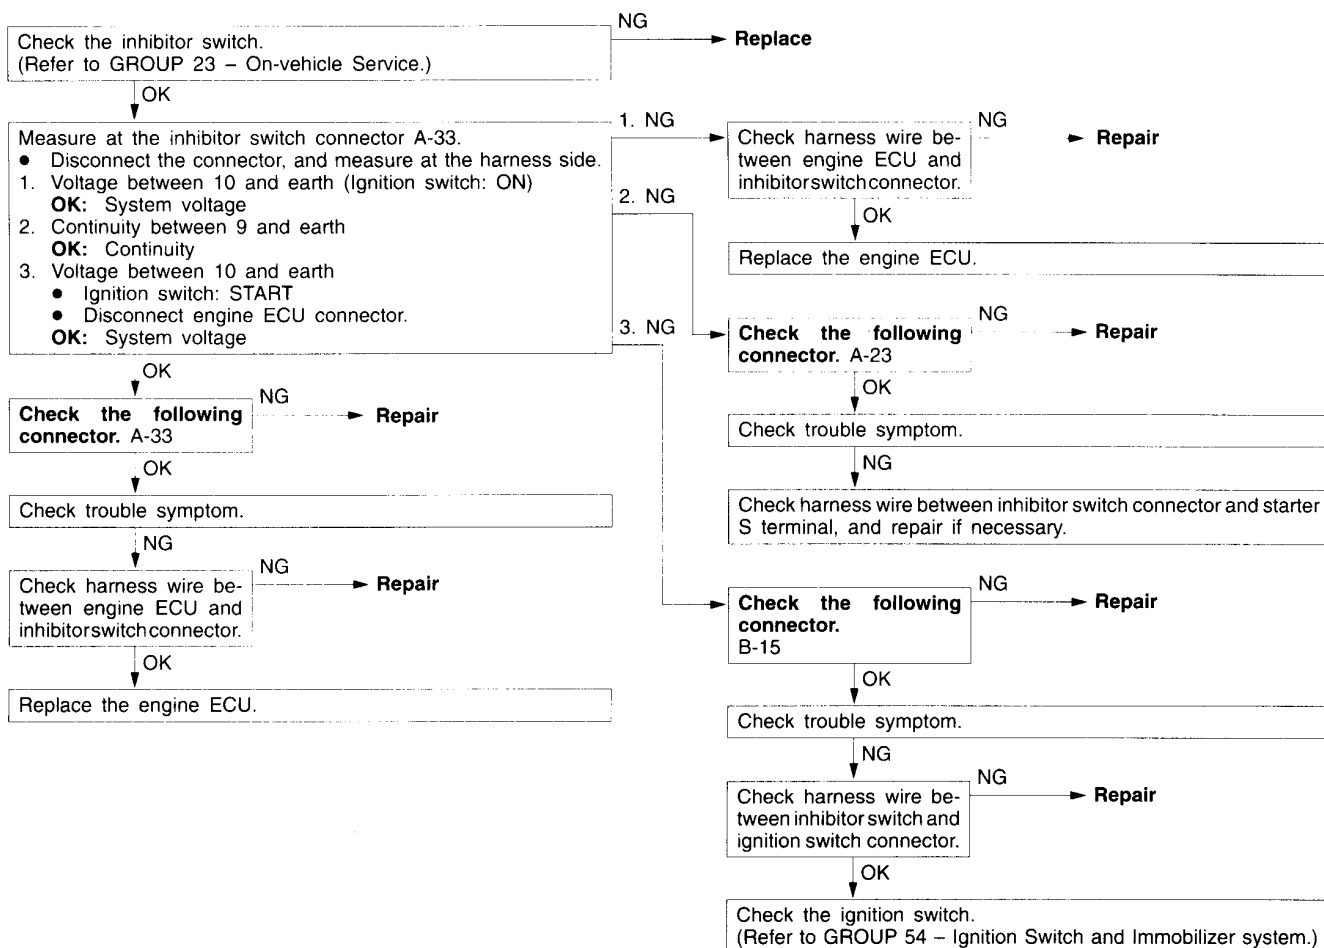 NG
Check the inhibitor switch.
(Refer to GROUP 23 – On-vehicle Service.)
Replace
OK
Measure at the inhibitor switch connector A-33.
● Disconnect the connector, and measure at the harness side.
1. Voltage between 10 and earth (Ignition switch: ON)
OK: System voltage
2. Continuity between 9 and earth
OK: Continuity
3. Voltage between 10 and earth
● Ignition switch: START
● Disconnect engine ECU connector.
OK: System voltage
1. NG
Check harness wire be-
tween engine ECU and
inhibitor switch connector.
NG
Repair
OK
Replace the engine ECU.
2. NG
Check the following
connector. A-23
NG
Repair
OK
Check trouble symptom.
NG
Check harness wire between inhibitor switch connector and starter
S terminal, and repair if necessary.
3. NG
Check the following
connector.
B-15
NG
Repair
OK
Check trouble symptom.
NG
Check harness wire be-
tween inhibitor switch and
ignition switch connector.
NG
Repair
OK
Check the ignition switch.
(Refer to GROUP 54 – Ignition Switch and Immobilizer system.)
OK
Check the following
connector. A-33
NG
Repair
OK
Check trouble symptom.
NG
Check harness wire be-
tween engine ECU and
inhibitor switch connector.
NG
Repair
OK
Replace the engine ECU.